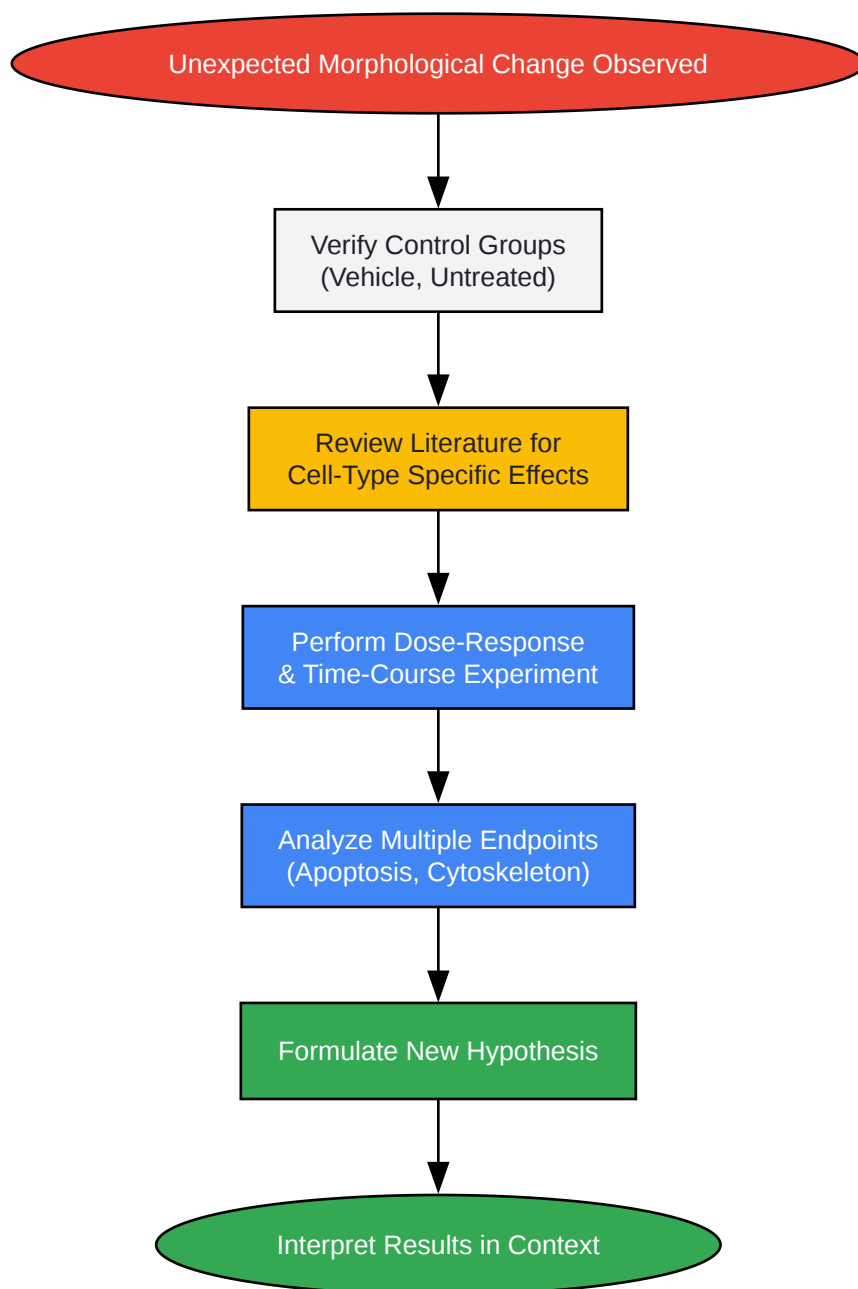 Unexpected Morphological Change Observed
Verify Control Groups
(Vehicle, Untreated)
Review Literature for
Cell-Type Specific Effects
Perform Dose-Response
& Time-Course Experiment
Analyze Multiple Endpoints
(Apoptosis, Cytoskeleton)
Formulate New Hypothesis
Interpret Results in Context